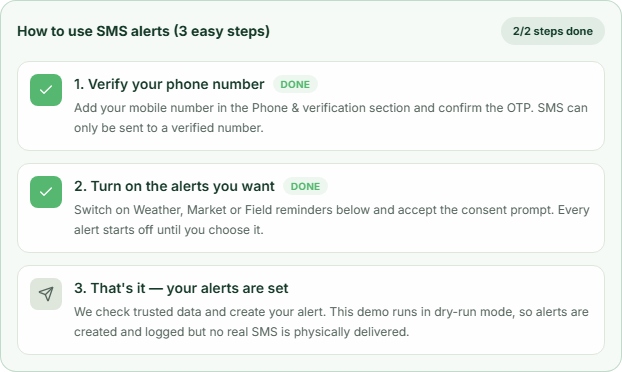 How to use SMS alerts (3 easy steps)
2/2 steps done
1. Verify your phone number
DONE
Add your mobile number in the Phone & verification section and confirm the OTP. SMS can
only be sent to a verified number.
2. Turn on the alerts you want
DONE
Switch on Weather, Market or Field reminders below and accept the consent prompt. Every
alert starts off until you choose it.
3. That's it — your alerts are set
We check trusted data and create your alert. This demo runs in dry-run mode, so alerts are
created and logged but no real SMS is physically delivered.